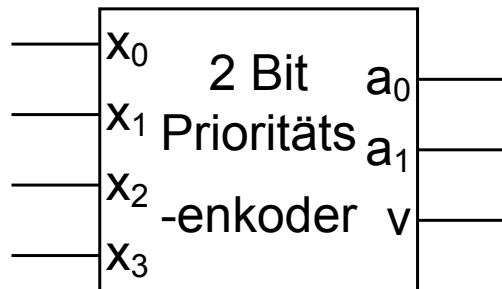 x₀
x₁
x₂
x₃
2 Bit
Prioritäts
-enkoder
a₀
a₁
v